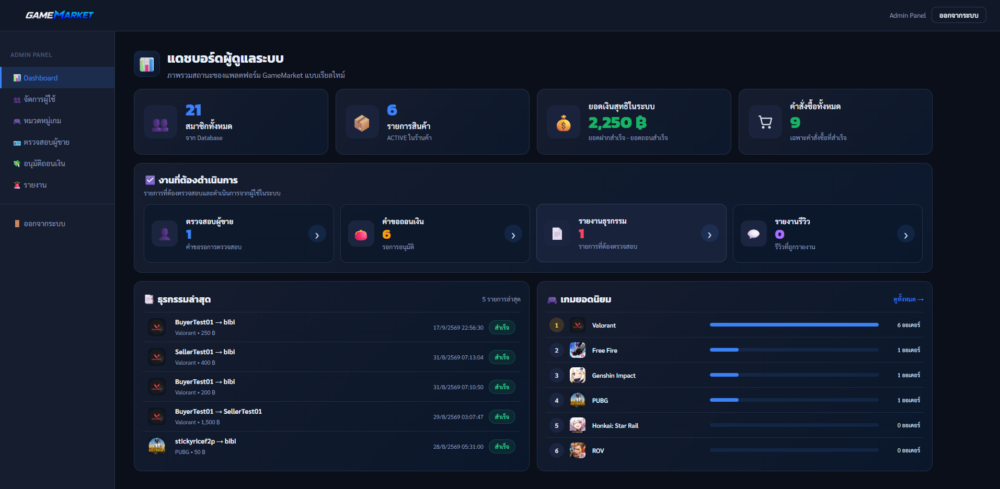 GAMEMARKET
Admin Panel
ออกจากระบบ
ADMIN PANEL
Dashboard
จัดการผู้ใช้
หมวดหมู่เกม
ตรวจสอบผู้ขาย
อนุมัติถอนเงิน
รายงาน
ออกจากระบบ
แดชบอร์ดผู้ดูแลระบบ
ภาพรวมสถานะของแพลตฟอร์ม GameMarket แบบเรียลไทม์
21
สมาชิกทั้งหมด
จาก Database
6
รายการสินค้า
ACTIVE ในร้านค้า
ยอดเงินสุทธิในระบบ
2,250 ฿
ยอดฝากสำเร็จ - ยอดถอนสำเร็จ
คำสั่งซื้อทั้งหมด
9
เฉพาะคำสั่งซื้อที่สำเร็จ
งานที่ต้องดำเนินการ
รายการที่ต้องตรวจสอบและดำเนินการจากผู้ใช้ในระบบ
ตรวจสอบผู้ขาย
1
คำขอรอการตรวจสอบ
คำขอถอนเงิน
6
รอการอนุมัติ
รายงานธุรกรรม
1
รายการที่ต้องตรวจสอบ
รายงานรีวิว
0
รีวิวที่ถูกรายงาน
ธุรกรรมล่าสุด
5 รายการล่าสุด
BuyerTest01 → bibi
Valorant • 250 ฿
17/9/2569 22:56:30
สำเร็จ
SellerTest01 → bibi
Valorant • 400 ฿
31/8/2569 07:13:04
สำเร็จ
BuyerTest01 → bibi
Valorant • 200 ฿
31/8/2569 07:10:50
สำเร็จ
BuyerTest01 → SellerTest01
Valorant • 1,500 ฿
29/8/2569 03:07:47
สำเร็จ
stickyricef2p → bibi
PUBG • 50 ฿
28/8/2569 05:31:00
สำเร็จ
เกมยอดนิยม
ดูทั้งหมด →
1 Valorant 6 ออเดอร์
2 Free Fire 1 ออเดอร์
3 Genshin Impact 1 ออเดอร์
4 PUBG 1 ออเดอร์
5 Honkai: Star Rail 0 ออเดอร์
6 ROV 0 ออเดอร์